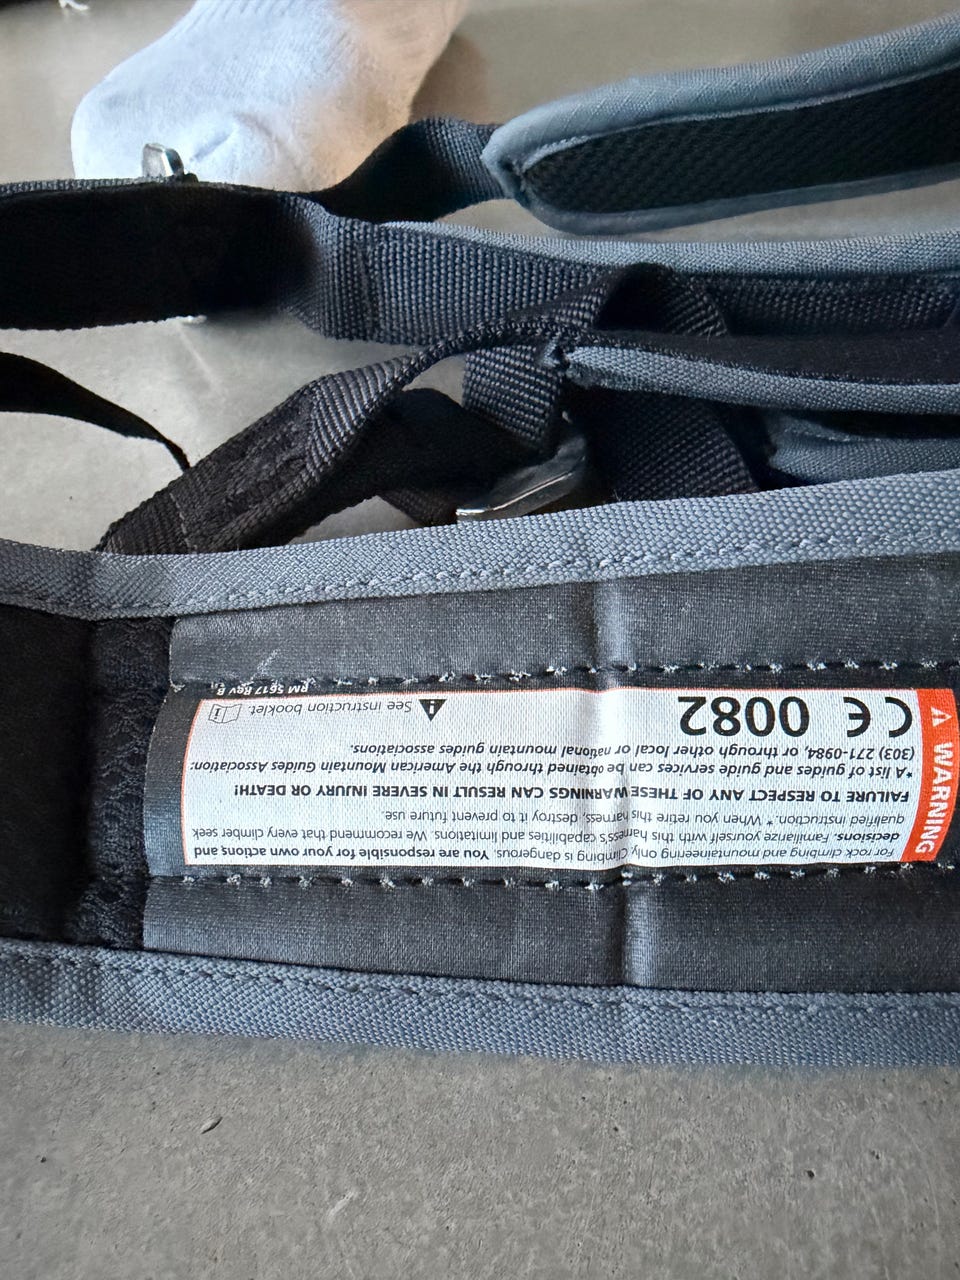 ⚠ WARNING
For rock climbing and mountaineering only. Climbing is dangerous. You are responsible for your own actions and
decisions. Familiarize yourself with this harness's capabilities and limitations. We recommend that every climber seek
qualified instruction.* When you retire this harness, destroy it to prevent future use.
FAILURE TO RESPECT ANY OF THESE WARNINGS CAN RESULT IN SEVERE INJURY OR DEATH!
*A list of guides and guide services can be obtained through the American Mountain Guides Association:
(303) 271-0984, or through other local or national mountain guides associations.
CE 0082
⚠ See instruction booklet.
RM 5617 Rev B